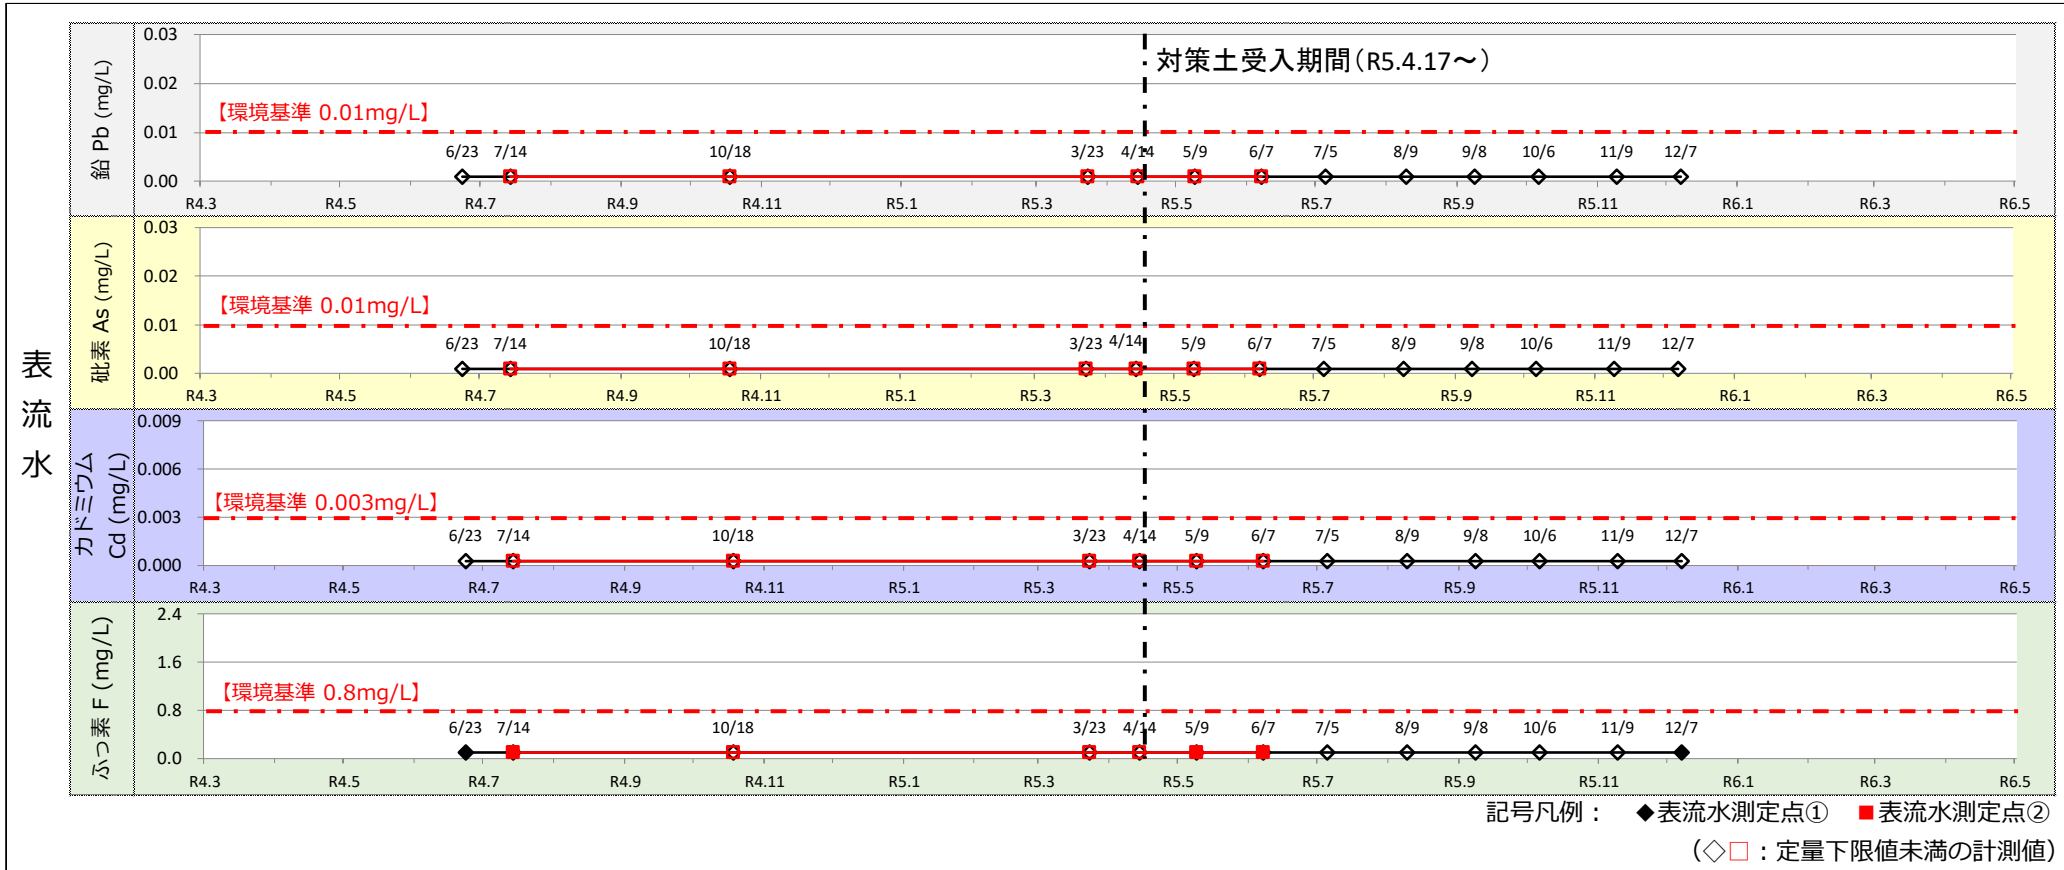 表流水
鉛 Pb (mg/L)
0.03
0.02
0.01
0.00
対策土受入期間(R5.4.17～)
【環境基準 0.01mg/L】
6/23 7/14 10/18 3/23 4/14 5/9 6/7 7/5 8/9 9/8 10/6 11/9 12/7
R4.3 R4.5 R4.7 R4.9 R4.11 R5.1 R5.3 R5.5 R5.7 R5.9 R5.11 R6.1 R6.3 R6.5
砒素 As (mg/L)
0.03
0.02
0.01
0.00
【環境基準 0.01mg/L】
6/23 7/14 10/18 3/23 4/14 5/9 6/7 7/5 8/9 9/8 10/6 11/9 12/7
R4.3 R4.5 R4.7 R4.9 R4.11 R5.1 R5.3 R5.5 R5.7 R5.9 R5.11 R6.1 R6.3 R6.5
カドミウム
Cd (mg/L)
0.009
0.006
0.003
0.000
【環境基準 0.003mg/L】
6/23 7/14 10/18 3/23 4/14 5/9 6/7 7/5 8/9 9/8 10/6 11/9 12/7
R4.3 R4.5 R4.7 R4.9 R4.11 R5.1 R5.3 R5.5 R5.7 R5.9 R5.11 R6.1 R6.3 R6.5
ふっ素 F (mg/L)
2.4
1.6
0.8
0.0
【環境基準 0.8mg/L】
6/23 7/14 10/18 3/23 4/14 5/9 6/7 7/5 8/9 9/8 10/6 11/9 12/7
R4.3 R4.5 R4.7 R4.9 R4.11 R5.1 R5.3 R5.5 R5.7 R5.9 R5.11 R6.1 R6.3 R6.5
記号凡例： ◆表流水測定点① ■表流水測定点②
(◇□：定量下限値未満の計測値)